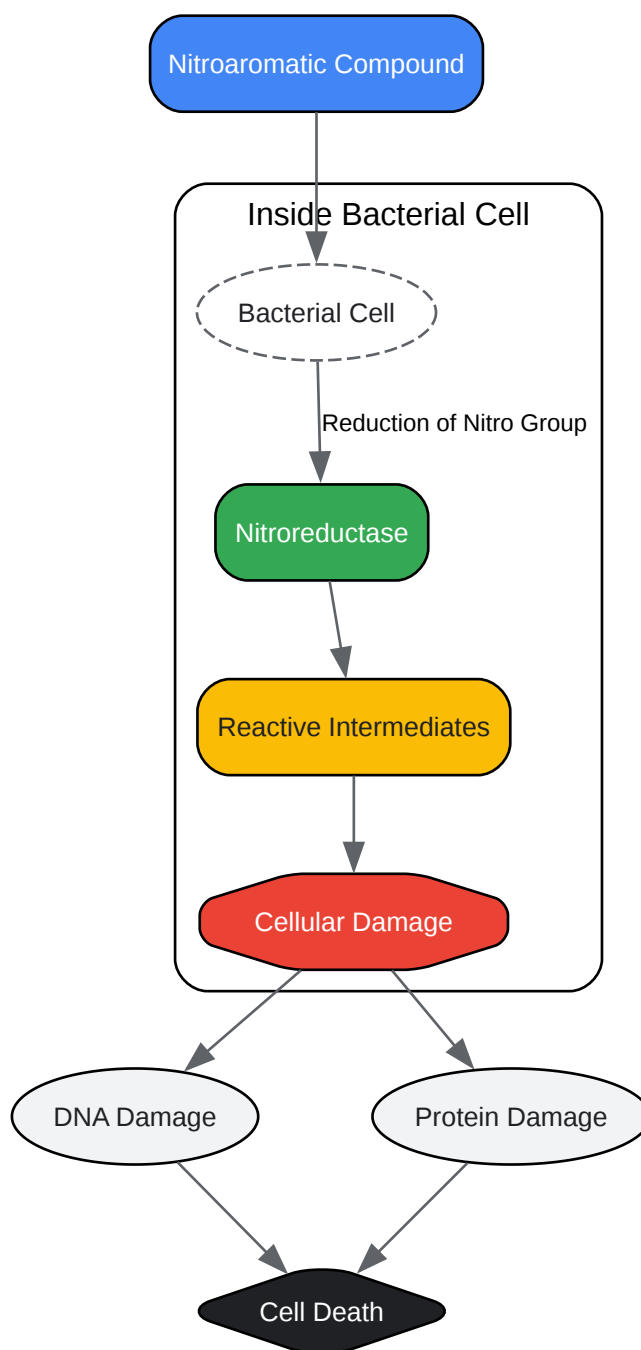 Nitroaromatic Compound
Inside Bacterial Cell
Bacterial Cell
Reduction of Nitro Group
Nitroreductase
Reactive Intermediates
Cellular Damage
DNA Damage
Protein Damage
Cell Death